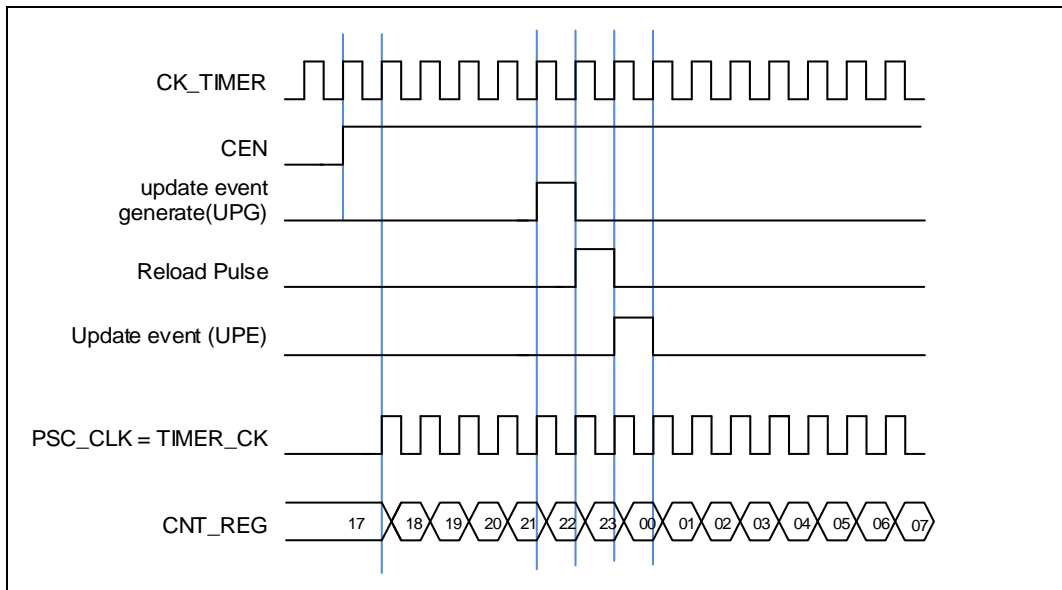 CK_TIMER
CEN
update event
generate(UPG)
Reload Pulse
Update event (UPE)
PSC_CLK = TIMER_CK
CNT_REG 17 18 19 20 21 22 23 00 01 02 03 04 05 06 07